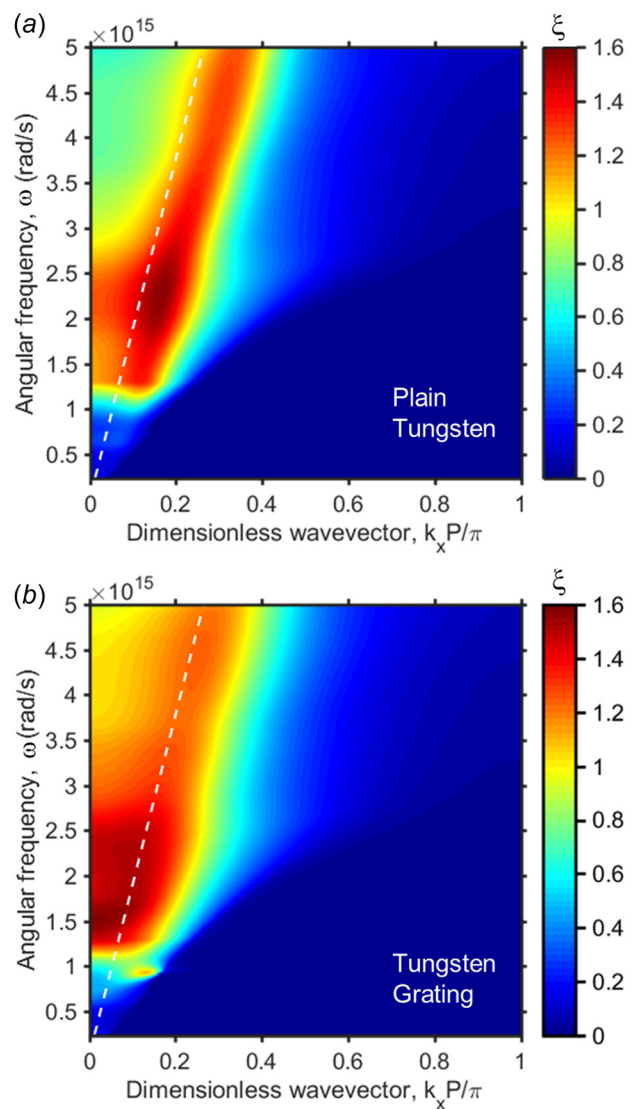 (a)
×10¹⁵
ξ
5
4.5
4
3.5
3
2.5
2
1.5
1
0.5
Angular frequency, ω (rad/s)
Plain
Tungsten
0 0.2 0.4 0.6 0.8 1
Dimensionless wavevector, kₓP/π
1.6
1.4
1.2
1
0.8
0.6
0.4
0.2
0
(b)
×10¹⁵
ξ
5
4.5
4
3.5
3
2.5
2
1.5
1
0.5
Angular frequency, ω(rad/s)
Tungsten
Grating
0 0.2 0.4 0.6 0.8 1
Dimensionless wavevector, kₓP/π
1.6
1.4
1.2
1
0.8
0.6
0.4
0.2
0